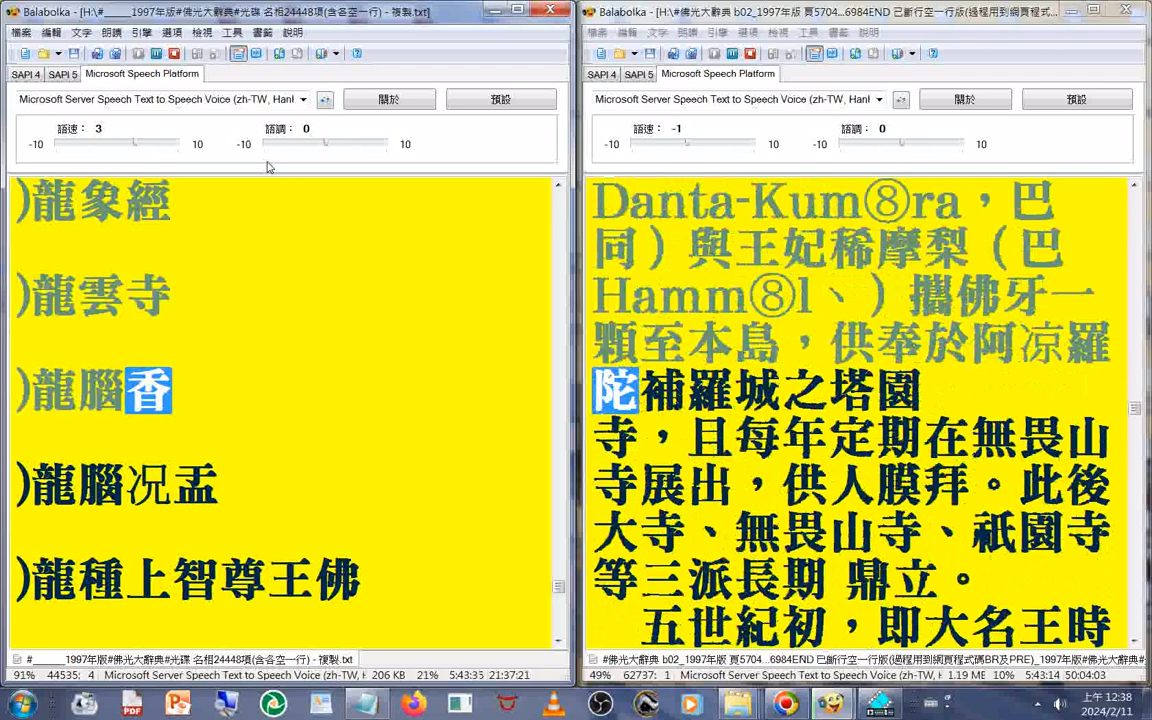 Balabolka - [H:\#_____1997年版#佛光大辭典#光碟 名相24448項(含各空一行) - 複製.txt]
檔案 編輯 文字 朗讀 引擎 選項 檢視 工具 書籤 說明
SAPI 4 SAPI 5 Microsoft Speech Platform
Microsoft Server Speech Text to Speech Voice (zh-TW, Hanl
關於
預設
語速： 3
語調： 0
-10 10 -10 10
)龍象經
)龍雲寺
)龍腦香
)龍腦況盂
)龍種上智尊王佛
#_____1997年版#佛光大辭典#光碟 名相24448項(含各空一行) - 複製.txt
91% 44535: 4 Microsoft Server Speech Text to Speech Voice (zh-TW, H 206 KB 21% 5:43:35 21:37:21
Balabolka - [H:\#佛光大辭典 b02_1997年版 頁5704...6984END 已斷行空一行版(過程用到網頁程式...
檔案 編輯 文字 朗讀 引擎 選項 檢視 工具 書籤 說明
SAPI 4 SAPI 5 Microsoft Speech Platform
Microsoft Server Speech Text to Speech Voice (zh-TW, Hanl
關於
預設
語速： -1
語調： 0
-10 10 -10 10
Danta-Kum⑧ra，巴
同）與王妃稀摩梨（巴
Hamm⑧l、）攜佛牙一
顆至本島，供奉於阿凉羅
陀補羅城之塔園
寺，且每年定期在無畏山
寺展出，供人膜拜。此後
大寺、無畏山寺、祇園寺
等三派長期 鼎立。
五世紀初，即大名王時
#佛光大辭典 b02_1997年版 頁5704...6984END 已斷行空一行版(過程用到網頁程式碼BR及PRE)_1997年版#佛光大辭典#
49% 62737: 1 Microsoft Server Speech Text to Speech Voice (zh-TW, H 1.19 ME 10% 5:43:14 50:04:03
上午 12:38
2024/2/11